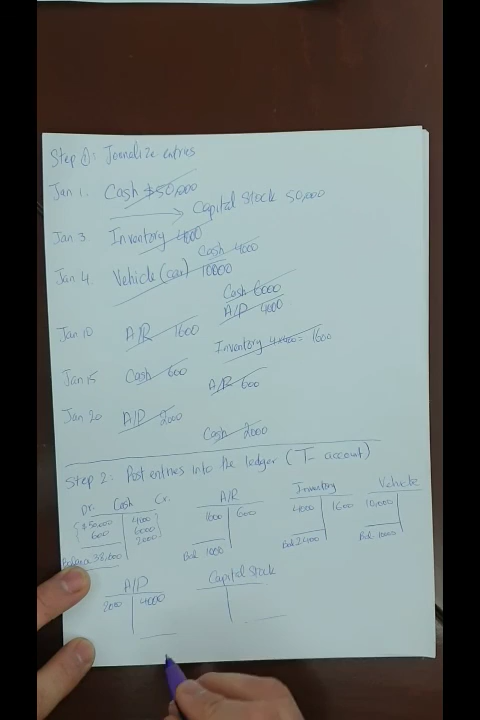 Step ①: Jornalize entries
Jan 1. Cash $50,000
Capital Stock 50,000
Jan 3. Inventory 4000
Cash 4000
Jan 4. Vehicle (car) 10000
Cash 6000
A/P 4000
Jan 10 A/R 1600
Inventory 4x400= 1600
Jan 15 Cash 600
A/R 600
Jan 20 A/P 2000
Cash 2000
Step 2: Post entries into the ledger (T- account)
Dr. Cash Cr.
$50,000 4000
600 6000
2000
Balance 38,600
A/R
1600 600
Bal 1000
Inventory
4000 1600
Bal 2400
Vehicle
10,000
Bal. 10000
A/P
2000 4000
Capital Stock